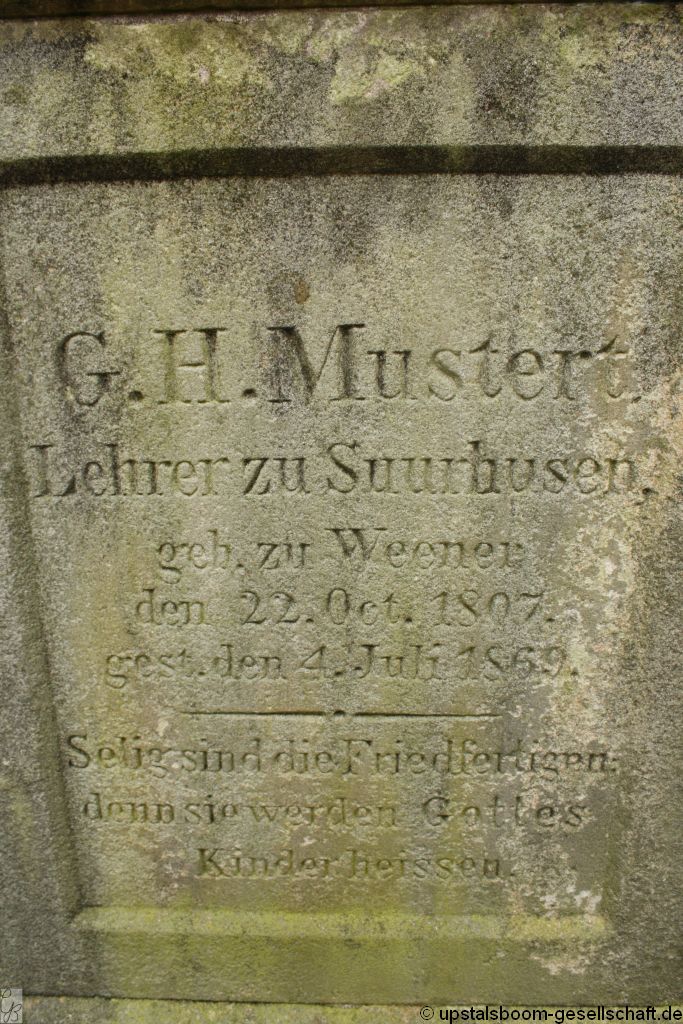 G. H. Mustert.
Lehrer zu Suurhusen,
geb. zu Weener
den 22. Oct. 1807.
gest. den 4. Juli 1869.
Selig sind die Friedfertigen;
denn sie werden Gottes
Kinder heissen.
© upstalsboom-gesellschaft.de